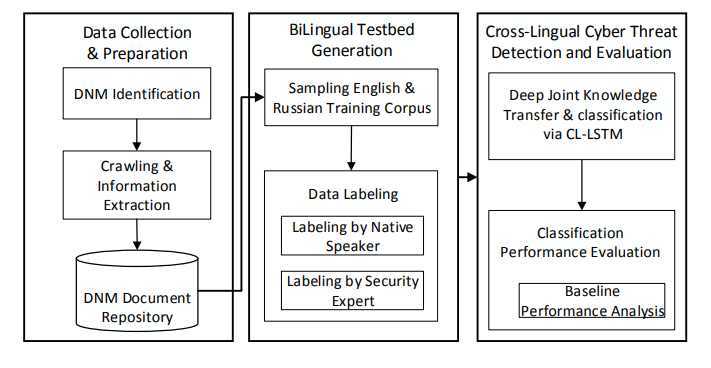 Data Collection
& Preparation
DNM Identification
Crawling &
Information
Extraction
DNM Document
Repository
BiLingual Testbed
Generation
Sampling English &
Russian Training Corpus
Data Labeling
Labeling by Native
Speaker
Labeling by Security
Expert
Cross-Lingual Cyber Threat
Detection and Evaluation
Deep Joint Knowledge
Transfer & classification
via CL-LSTM
Classification
Performance Evaluation
Baseline
Performance Analysis